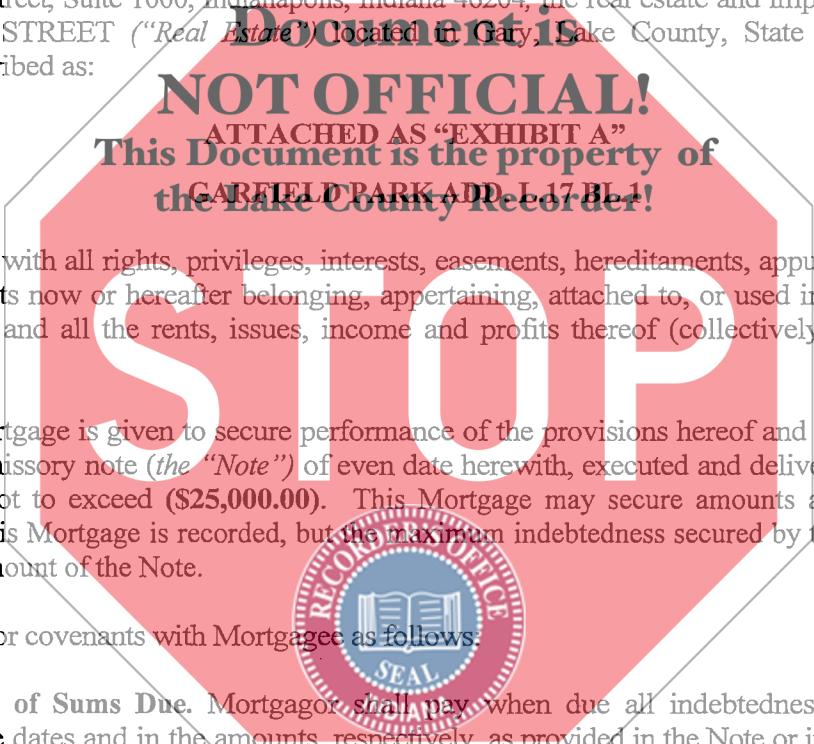 reet, Suite 1000, Indianapolis, Indiana 46204, the real estate and imp
Document is
STREET ("Real Estate") located in Gary, Lake County, State
ibed as:
NOT OFFICIAL!
ATTACHED AS “EXHIBIT A”
This Document is the property of
GARFIELD PARK ADD. L.17 BL.1
the Lake County Recorder!
with all rights, privileges, interests, easements, hereditaments, appu
ts now or hereafter belonging, appertaining, attached to, or used in
and all the rents, issues, income and profits thereof (collectively
STOP
rtgage is given to secure performance of the provisions hereof and
issory note (the “Note”) of even date herewith, executed and delive
ot to exceed ($25,000.00). This Mortgage may secure amounts a
is Mortgage is recorded, but the maximum indebtedness secured by t
nount of the Note.
RECORDER'S OFFICE
or covenants with Mortgagee as follows:
SEAL
of Sums Due. Mortgagor shall pay when due all indebtednes
INDIANA
e dates and in the amounts, respectively, as provided in the Note or i